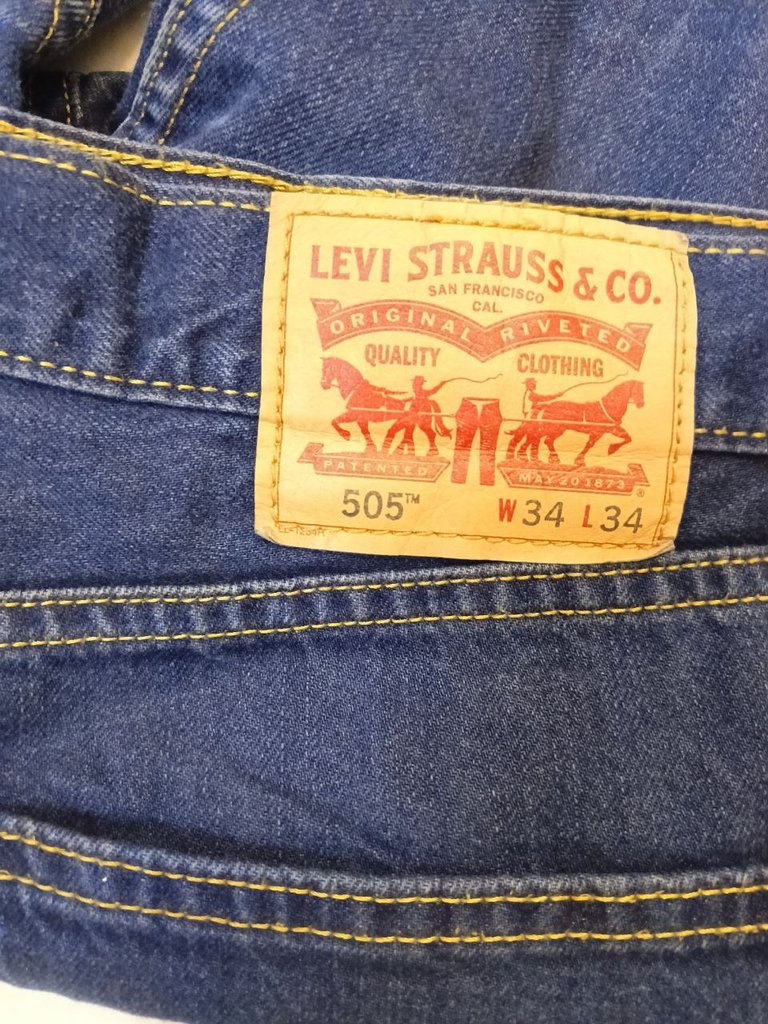 LEVI STRAUSS & CO.
SAN FRANCISCO
CAL.
ORIGINAL RIVETED
QUALITY CLOTHING
PATENTED MAY 20 1873 ®
505™ W34 L34